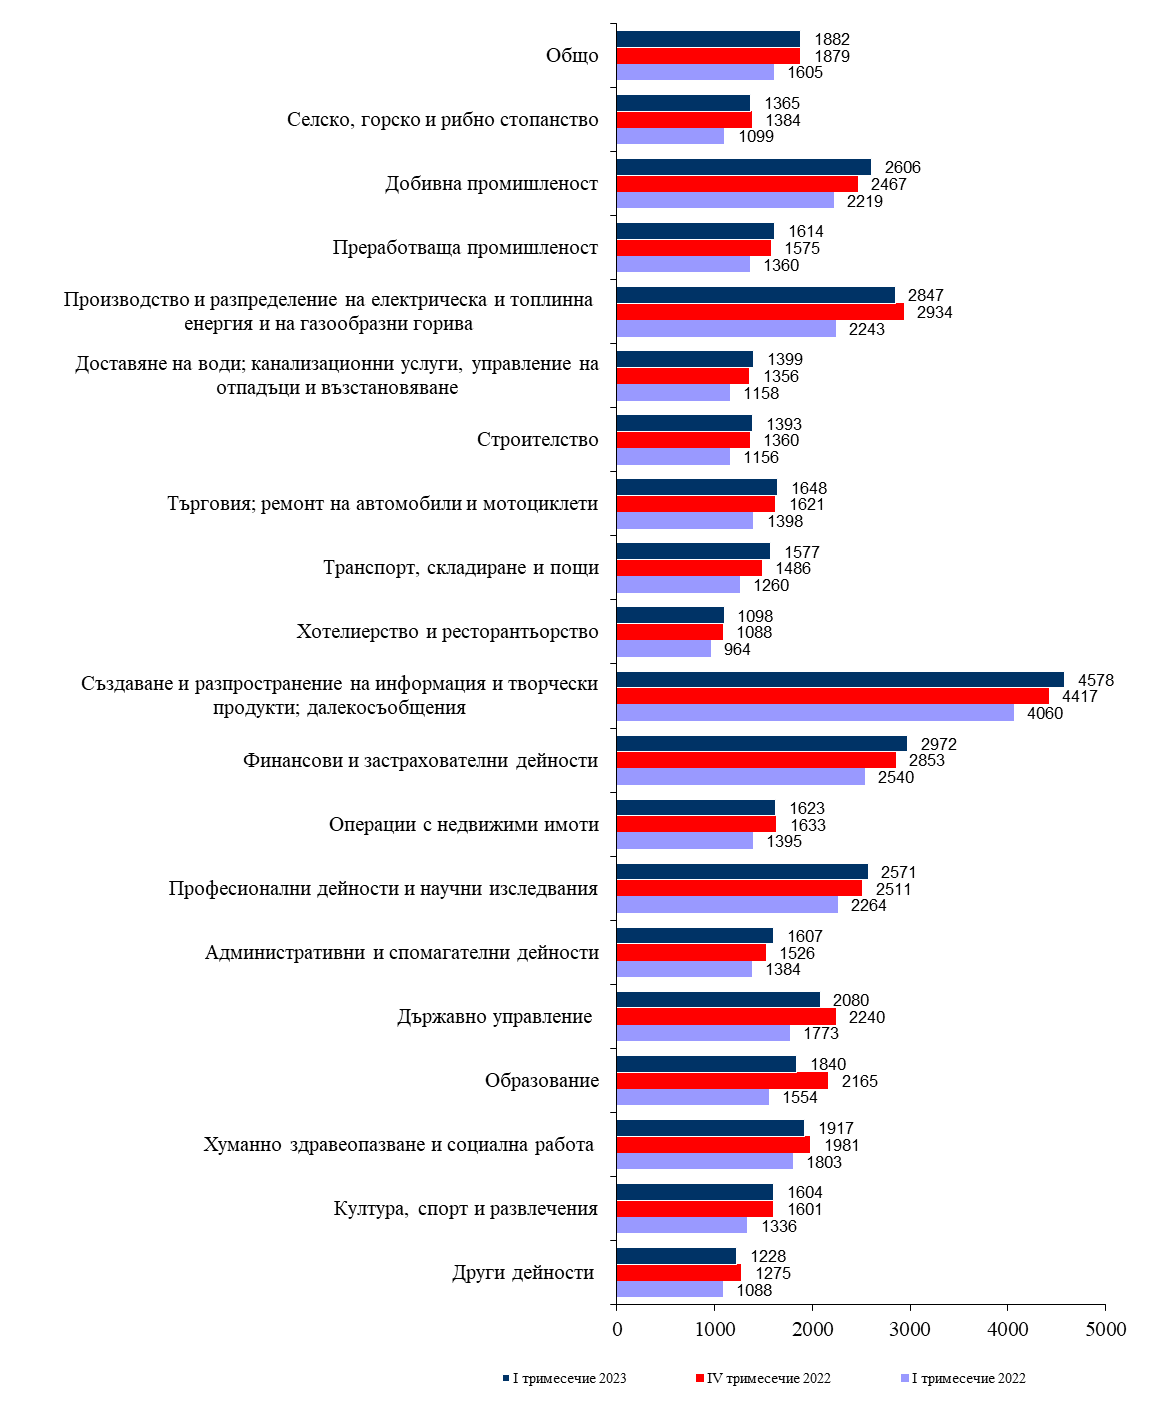 Общо
1882
1879
1605
Селско, горско и рибно стопанство
1365
1384
1099
Добивна промишленост
2606
2467
2219
Преработваща промишленост
1614
1575
1360
Производство и разпределение на електрическа и топлинна
енергия и на газообразни горива
2847
2934
2243
Доставяне на води; канализационни услуги, управление на
отпадъци и възстановяване
1399
1356
1158
Строителство
1393
1360
1156
Търговия; ремонт на автомобили и мотоциклети
1648
1621
1398
Транспорт, складиране и пощи
1577
1486
1260
Хотелиерство и ресторантьорство
1098
1088
964
Създаване и разпространение на информация и творчески
продукти; далекосъобщения
4578
4417
4060
Финансови и застрахователни дейности
2972
2853
2540
Операции с недвижими имоти
1623
1633
1395
Професионални дейности и научни изследвания
2571
2511
2264
Административни и спомагателни дейности
1607
1526
1384
Държавно управление
2080
2240
1773
Образование
1840
2165
1554
Хуманно здравеопазване и социална работа
1917
1981
1803
Култура, спорт и развлечения
1604
1601
1336
Други дейности
1228
1275
1088
0 1000 2000 3000 4000 5000
I тримесечие 2023 IV тримесечие 2022 I тримесечие 2022